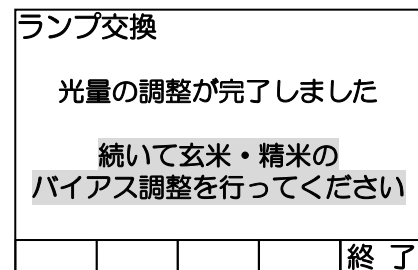 ランプ交換
光量の調整が完了しました
続いて玄米・精米の
バイアス調整を行ってください
終 了